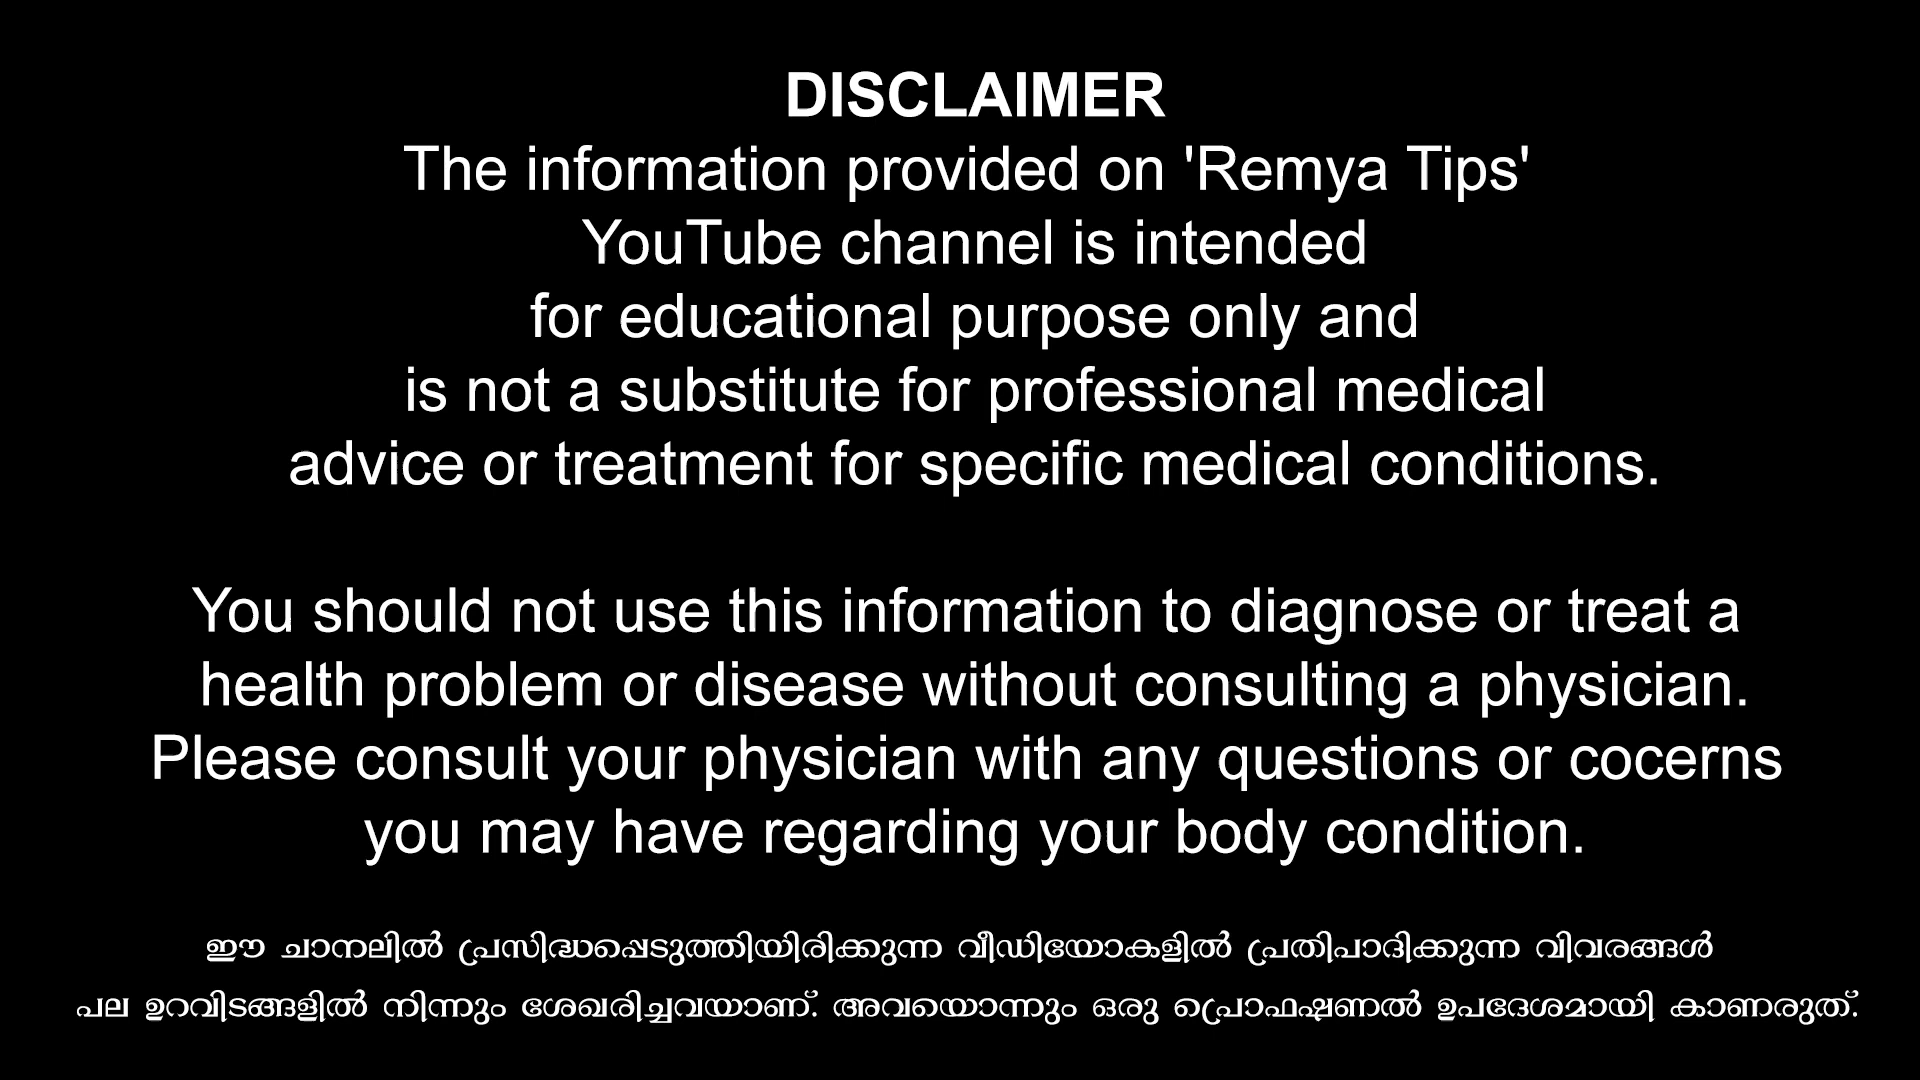 DISCLAIMER
The information provided on 'Remya Tips'
YouTube channel is intended
for educational purpose only and
is not a substitute for professional medical
advice or treatment for specific medical conditions.
You should not use this information to diagnose or treat a
health problem or disease without consulting a physician.
Please consult your physician with any questions or cocerns
you may have regarding your body condition.
ഈ ചാനലിൽ പ്രസിദ്ധപ്പെടുത്തിയിരിക്കുന്ന വീഡിയോകളിൽ പ്രതിപാദിക്കുന്ന വിവരങ്ങൾ
പല ഉറവിടങ്ങളിൽ നിന്നും ശേഖരിച്ചവയാണ്. അവയൊന്നും ഒരു പ്രൊഫഷണൽ ഉപദേശമായി കാണരുത്.